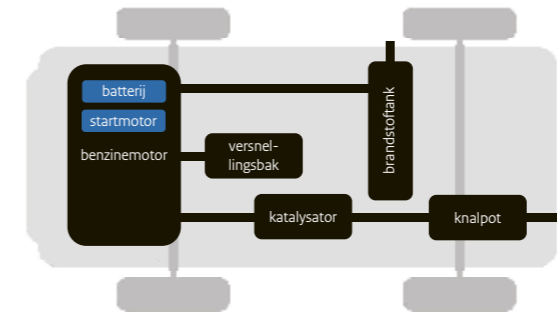 batterij
startmotor
benzinemotor
versnel-
lingsbak
brandstoftank
katalysator
knalpot